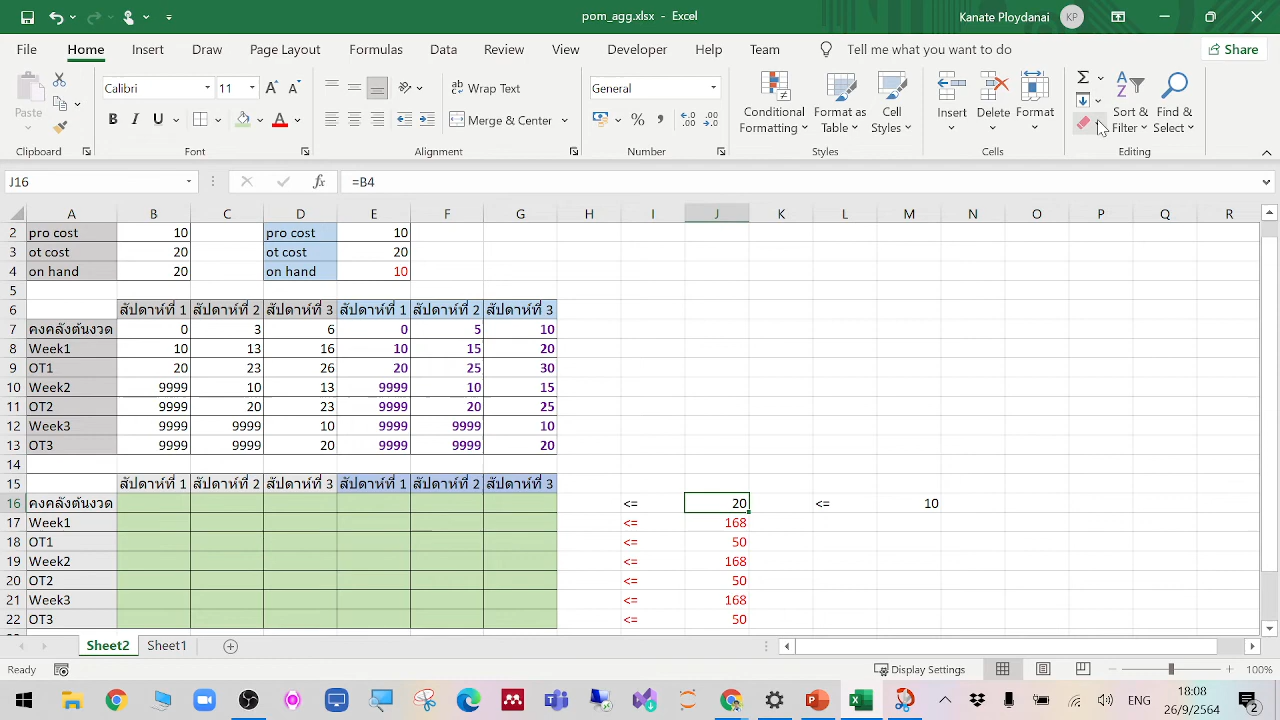 pom_agg.xlsx - Excel
Kanate Ploydanai KP
File Home Insert Draw Page Layout Formulas Data Review View Developer Help Team Tell me what you want to do Share
Paste Calibri 11 Wrap Text General
Merge & Center Conditional Formatting Format as Table Cell Styles Insert Delete Format Sort & Filter Find & Select
Clipboard Font Alignment Number Styles Cells Editing
J16 =B4
A B C D E F G H I J K L M N O P Q R
2 pro cost 10 pro cost 10
3 ot cost 20 ot cost 20
4 on hand 20 on hand 10
5
6 สัปดาห์ที่ 1 สัปดาห์ที่ 2 สัปดาห์ที่ 3 สัปดาห์ที่ 1 สัปดาห์ที่ 2 สัปดาห์ที่ 3
7 คงคลังต้นงวด 0 3 6 0 5 10
8 Week1 10 13 16 10 15 20
9 OT1 20 23 26 20 25 30
10 Week2 9999 10 13 9999 10 15
11 OT2 9999 20 23 9999 20 25
12 Week3 9999 9999 10 9999 9999 10
13 OT3 9999 9999 20 9999 9999 20
14
15 สัปดาห์ที่ 1 สัปดาห์ที่ 2 สัปดาห์ที่ 3 สัปดาห์ที่ 1 สัปดาห์ที่ 2 สัปดาห์ที่ 3
16 คงคลังต้นงวด <= 20 <= 10
17 Week1 <= 168
18 OT1 <= 50
19 Week2 <= 168
20 OT2 <= 50
21 Week3 <= 168
22 OT3 <= 50
Sheet2 Sheet1
Ready Display Settings 100%
ENG 18:08
26/9/2564 2